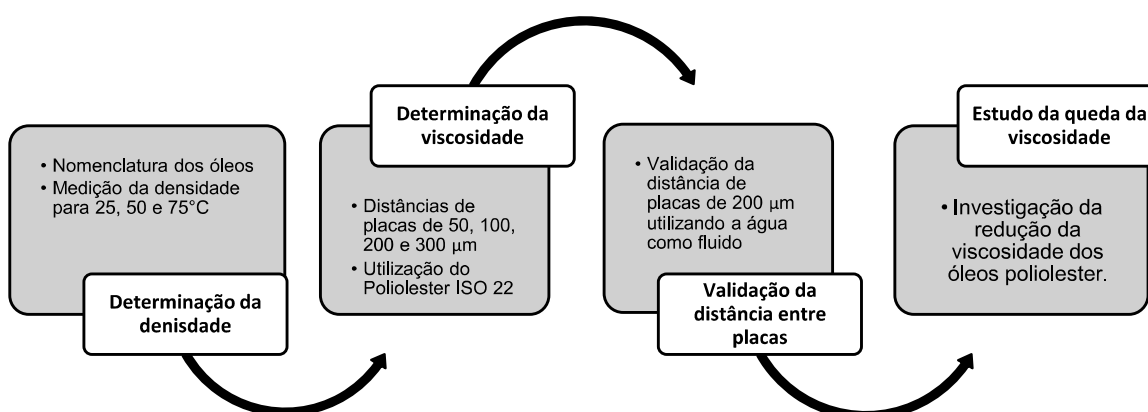 • Nomenclatura dos óleos
• Medição da densidade
para 25, 50 e 75°C
Determinação da
denisdade
Determinação da
viscosidade
• Distâncias de
placas de 50, 100,
200 e 300 μm
• Utilização do
Poliolester ISO 22
• Validação da
distância de
placas de 200 μm
utilizando a água
como fluido
Validação da
distância entre
placas
Estudo da queda da
viscosidade
• Investigação da
redução da
viscosidade dos
óleos poliolester.